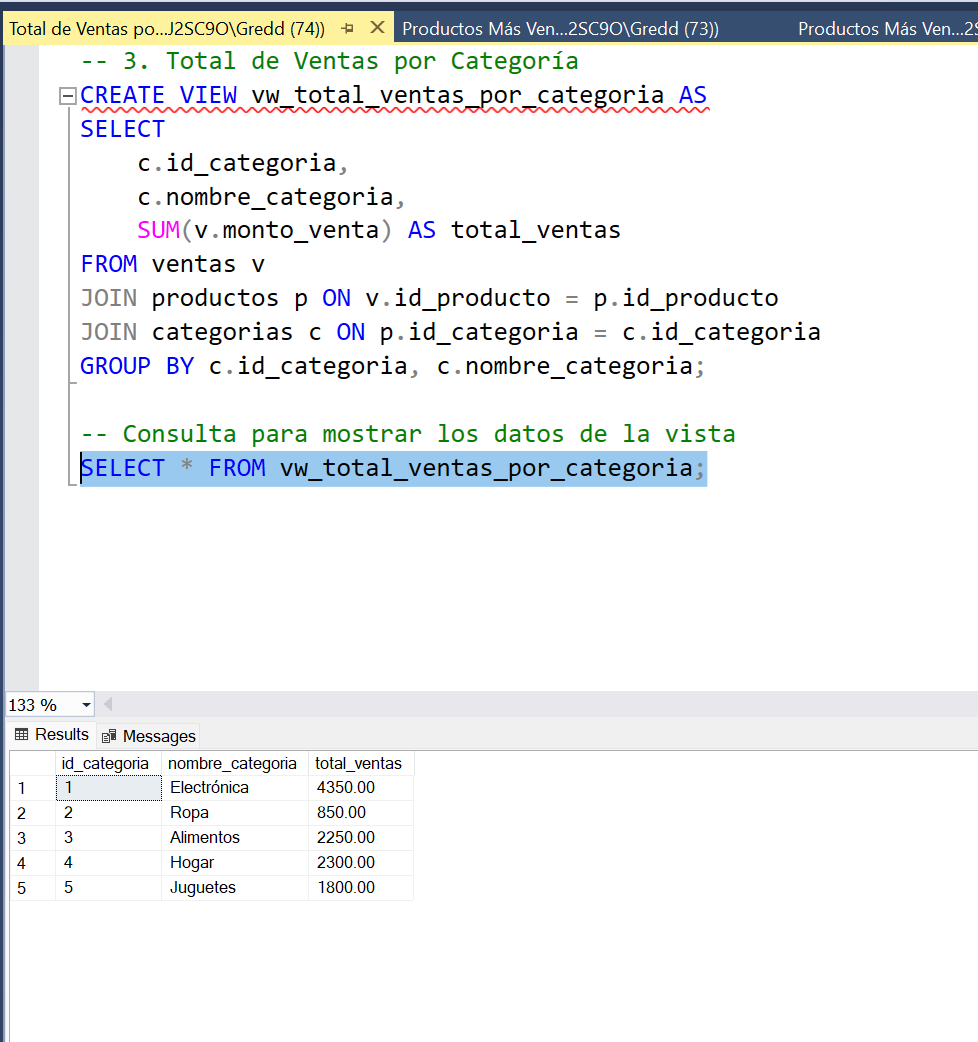 Total de Ventas po...J2SC9O\Gredd (74)) Productos Más Ven...2SC9O\Gredd (73)) Productos Más Ven...2S
-- 3. Total de Ventas por Categoría
CREATE VIEW vw_total_ventas_por_categoria AS
SELECT
c.id_categoria,
c.nombre_categoria,
SUM(v.monto_venta) AS total_ventas
FROM ventas v
JOIN productos p ON v.id_producto = p.id_producto
JOIN categorias c ON p.id_categoria = c.id_categoria
GROUP BY c.id_categoria, c.nombre_categoria;
-- Consulta para mostrar los datos de la vista
SELECT * FROM vw_total_ventas_por_categoria;
133 %
Results Messages
id_categoria nombre_categoria total_ventas
1 1 Electrónica 4350.00
2 2 Ropa 850.00
3 3 Alimentos 2250.00
4 4 Hogar 2300.00
5 5 Juguetes 1800.00